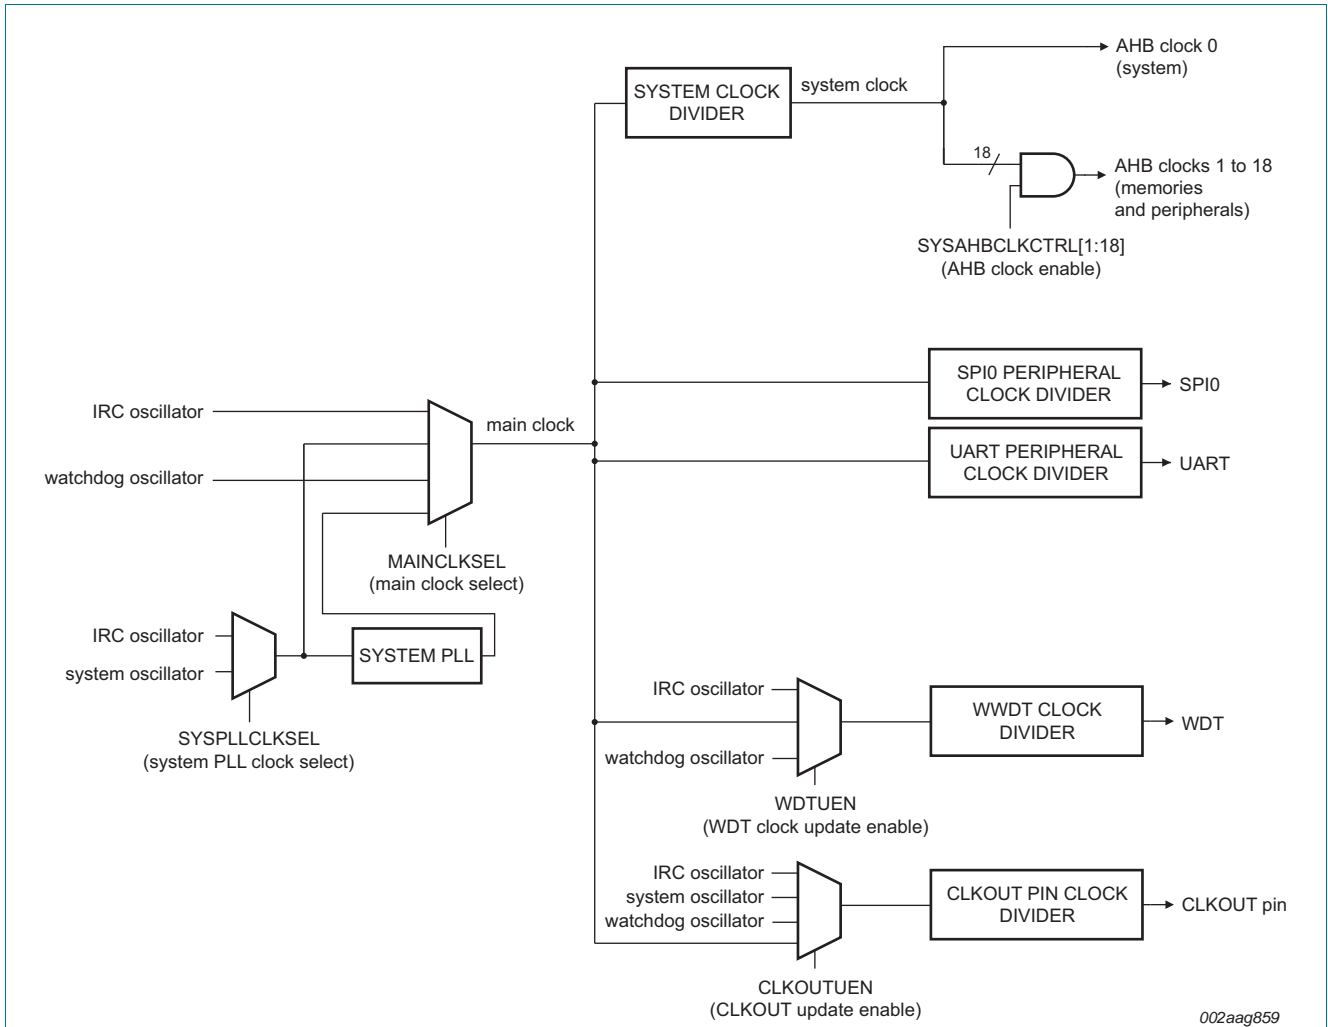 AHB clock 0
(system)
SYSTEM CLOCK
DIVIDER
system clock
18
AHB clocks 1 to 18
(memories
and peripherals)
SYSAHBCLKCTRL[1:18]
(AHB clock enable)
SPI0 PERIPHERAL
CLOCK DIVIDER
SPI0
IRC oscillator
main clock
UART PERIPHERAL
CLOCK DIVIDER
UART
watchdog oscillator
MAINCLKSEL
(main clock select)
IRC oscillator
system oscillator
SYSTEM PLL
SYSPLLCLKSEL
(system PLL clock select)
IRC oscillator
watchdog oscillator
WWDT CLOCK
DIVIDER
WDT
WDTUEN
(WDT clock update enable)
IRC oscillator
system oscillator
watchdog oscillator
CLKOUT PIN CLOCK
DIVIDER
CLKOUT pin
CLKOUTUEN
(CLKOUT update enable)
002aag859